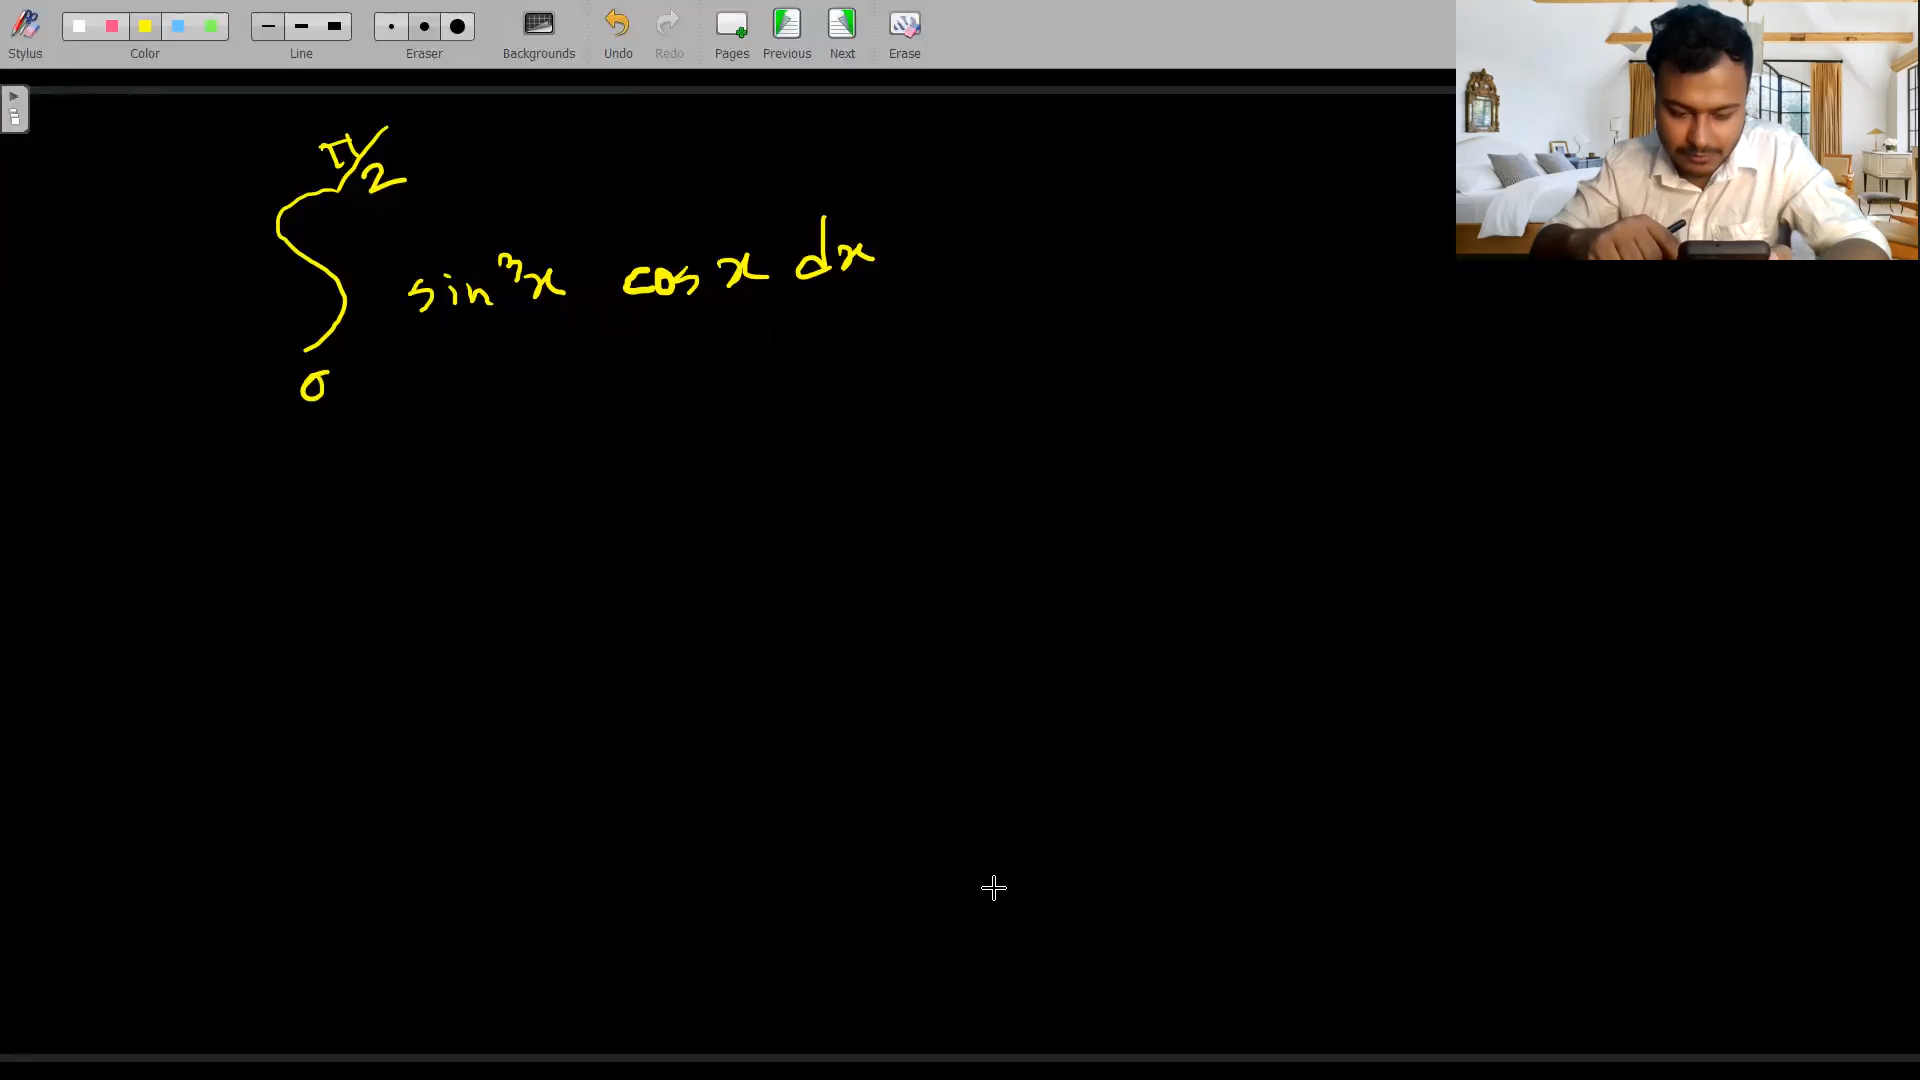 Stylus Color Line Eraser Backgrounds Undo Redo Pages Previous Next Erase
π/2
∫ sin³x cos x dx
0